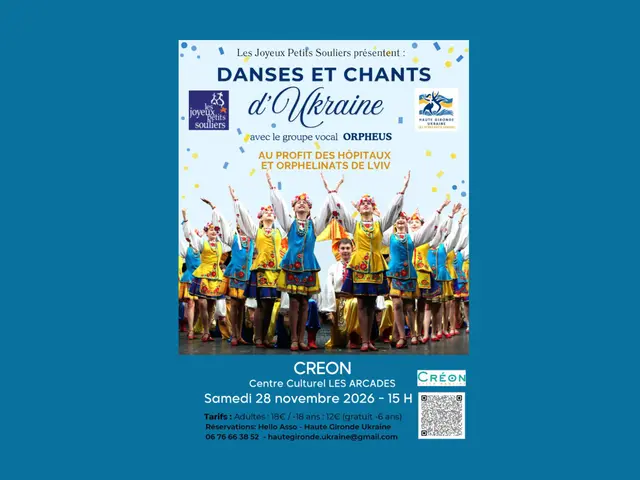 Les Joyeux Petits Souliers présentent :
DANSES ET CHANTS
d'Ukraine
les joyeux petits souliers
HAUTE GIRONDE
UKRAINE
avec le groupe vocal ORPHEUS
AU PROFIT DES HÔPITAUX
ET ORPHELINATS DE LVIV
CREON
Centre Culturel LES ARCADES
CRÉON
Samedi 28 novembre 2026 - 15 H
Tarifs : Adultes : 18€ / -18 ans : 12€ (gratuit -6 ans)
Réservations: Hello Asso - Haute Gironde Ukraine
06 76 66 38 52 - hautegironde.ukraine@gmail.com